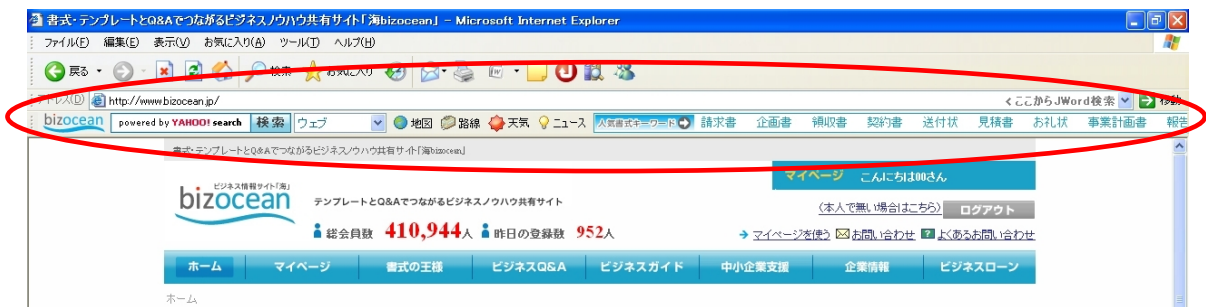 書式・テンプレートとQ&Aでつながるビジネスノウハウ共有サイト「海bizocean」 - Microsoft Internet Explorer
ファイル(F) 編集(E) 表示(V) お気に入り(A) ツール(T) ヘルプ(H)
戻る 検索 お気に入り
アドレス(D) http://www.bizocean.jp/ <ここからJWord検索 移動
bizocean powered by YAHOO! search 検索 ウェブ 地図 路線 天気 ニュース 人気書式キーワード 請求書 企画書 領収書 契約書 送付状 見積書 お礼状 事業計画書 報告
書式・テンプレートとQ&Aでつながるビジネスノウハウ共有サイト「海bizocean」
マイページ こんにちは00さん
ビジネス情報サイト「海」
bizocean テンプレートとQ&Aでつながるビジネスノウハウ共有サイト
(本人で無い場合はこちら) ログアウト
総会員数 410,944人 昨日の登録数 952人
マイページを使う お問い合わせ ? よくあるお問い合わせ
ホーム マイページ 書式の王様 ビジネスQ&A ビジネスガイド 中小企業支援 企業情報 ビジネスローン
ホーム